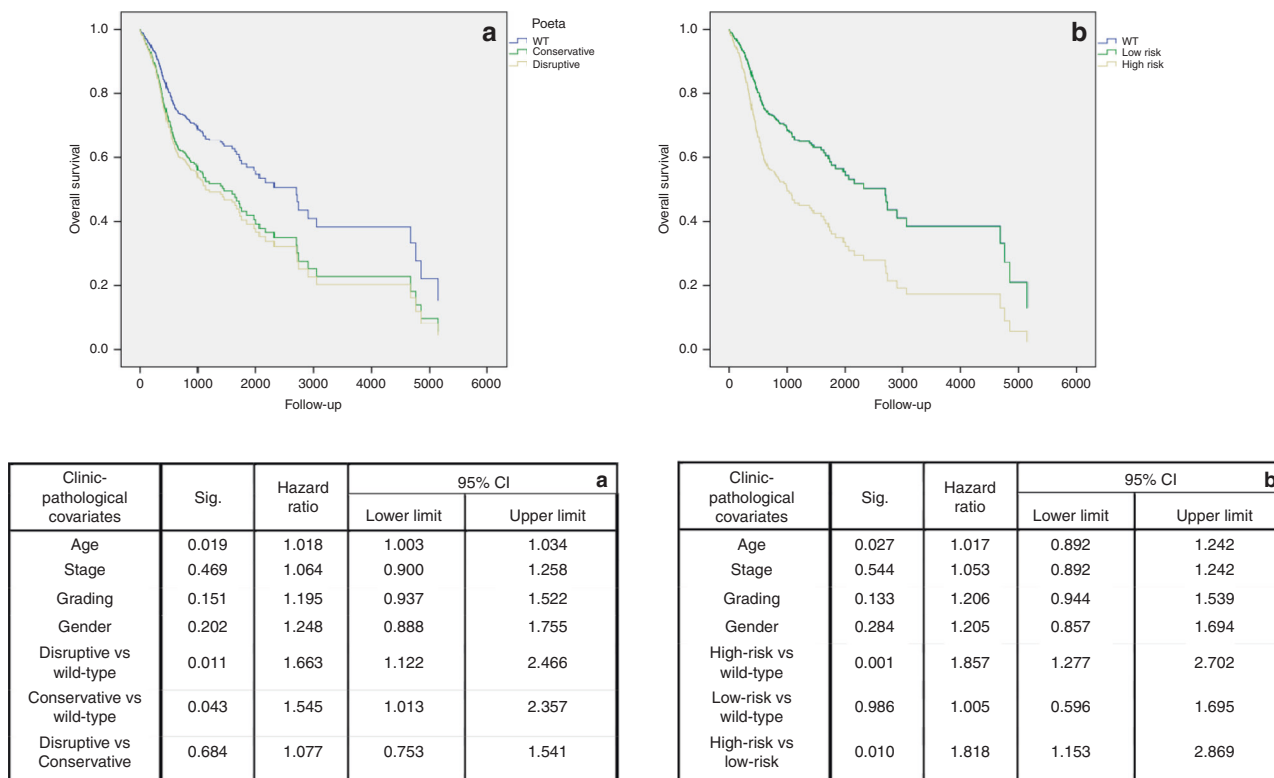 a
Poeta
WT
Conservative
Disruptive
1.0
0.8
0.6
0.4
0.2
0.0
Overall survival
0 1000 2000 3000 4000 5000 6000
Follow-up
b
WT
Low risk
High risk
1.0
0.8
0.6
0.4
0.2
0.0
Overall survival
0 1000 2000 3000 4000 5000 6000
Follow-up
Clinic-
pathological
covariates
Sig.
Hazard
ratio
95% CI a
Lower limit Upper limit
Age 0.019 1.018 1.003 1.034
Stage 0.469 1.064 0.900 1.258
Grading 0.151 1.195 0.937 1.522
Gender 0.202 1.248 0.888 1.755
Disruptive vs
wild-type 0.011 1.663 1.122 2.466
Conservative vs
wild-type 0.043 1.545 1.013 2.357
Disruptive vs
Conservative 0.684 1.077 0.753 1.541
Clinic-
pathological
covariates
Sig.
Hazard
ratio
95% CI b
Lower limit Upper limit
Age 0.027 1.017 0.892 1.242
Stage 0.544 1.053 0.892 1.242
Grading 0.133 1.206 0.944 1.539
Gender 0.284 1.205 0.857 1.694
High-risk vs
wild-type 0.001 1.857 1.277 2.702
Low-risk vs
wild-type 0.986 1.005 0.596 1.695
High-risk vs
low-risk 0.010 1.818 1.153 2.869